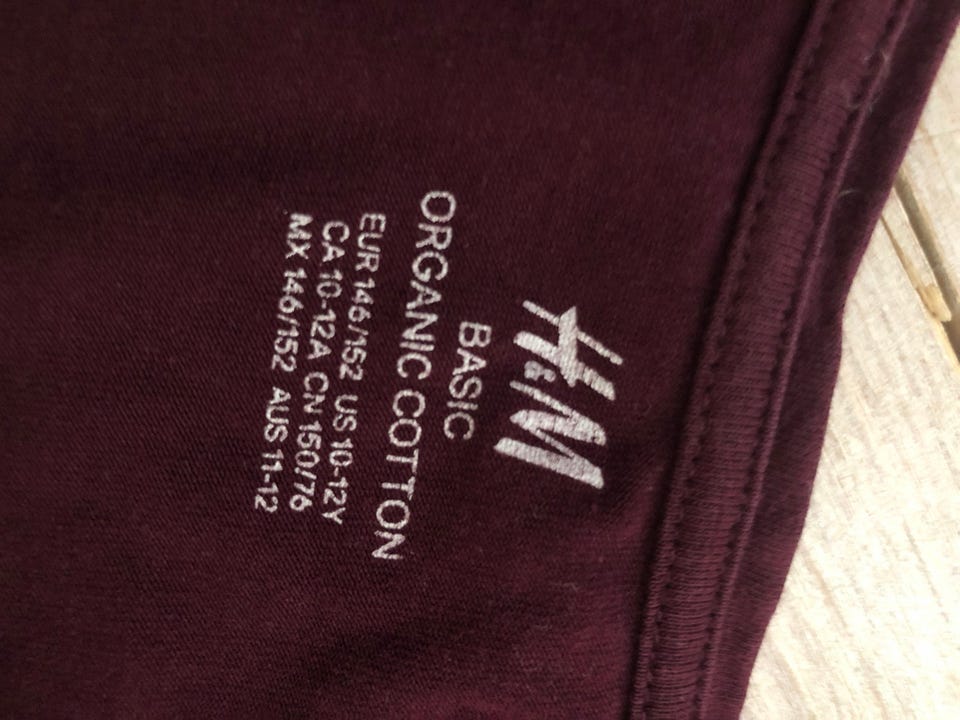 H&M
BASIC
ORGANIC COTTON
EUR 146/152 US 10-12Y
CA 10-12A CN 150/76
MX 146/152 AUS 11-12